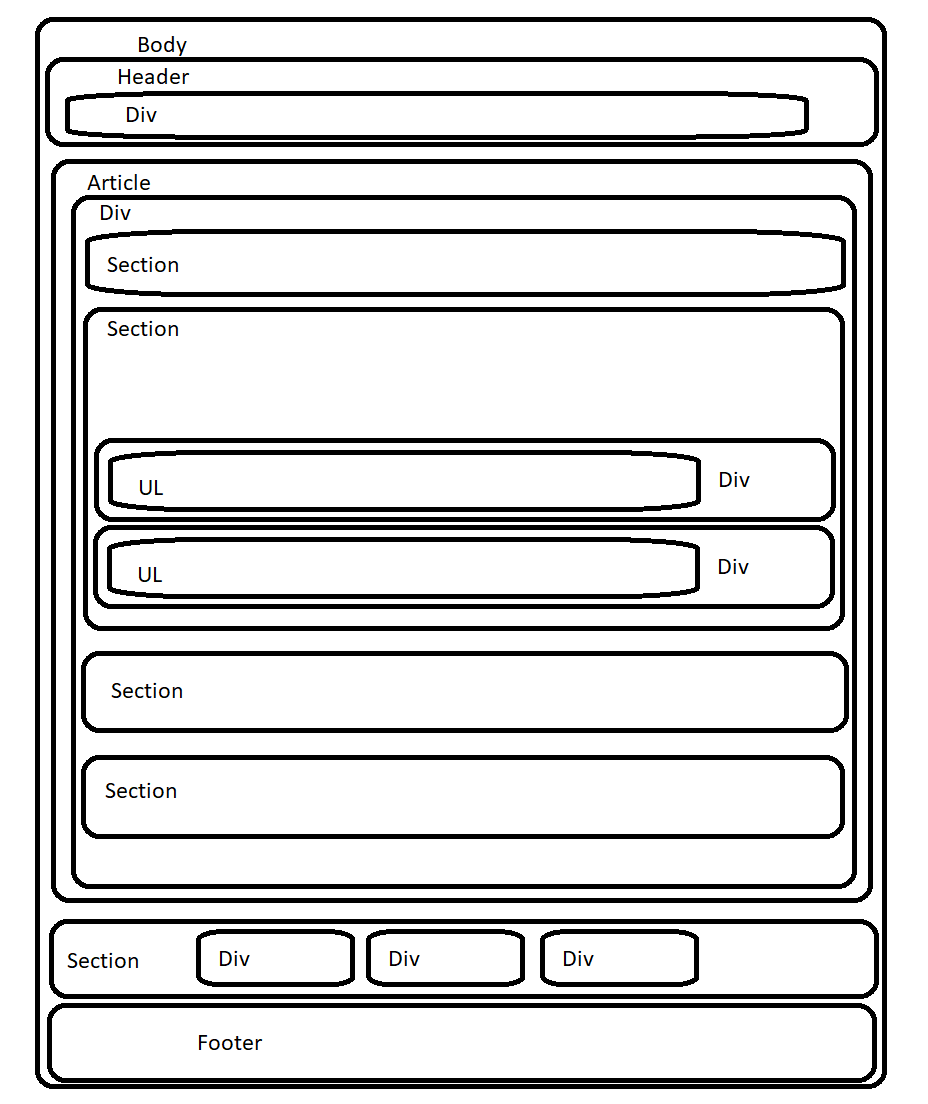 Body
Header
Div
Article
Div
Section
Section
UL
Div
UL
Div
Section
Section
Section
Div
Div
Div
Footer